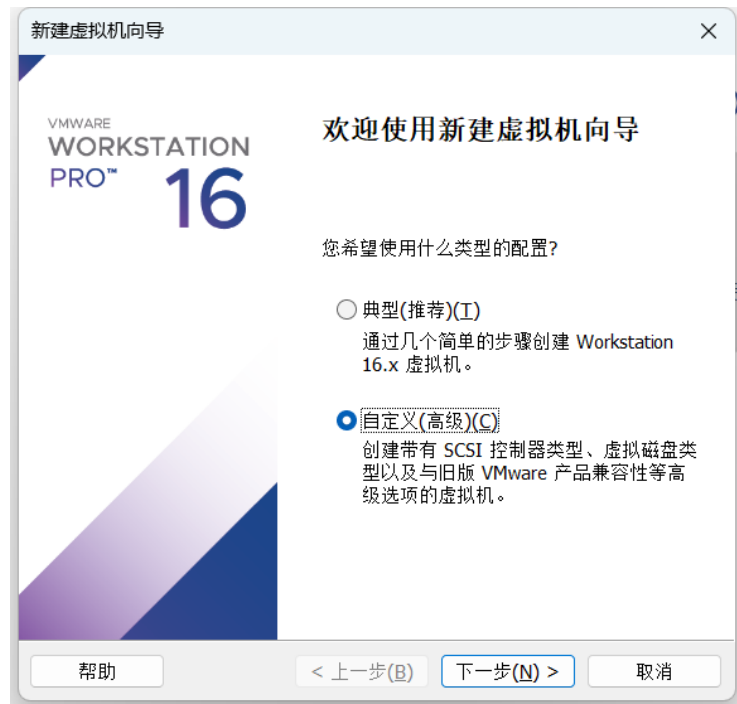 新建虚拟机向导
VMWARE
WORKSTATION
PRO™ 16
欢迎使用新建虚拟机向导
您希望使用什么类型的配置?
典型(推荐)(T)
通过几个简单的步骤创建 Workstation
16.x 虚拟机。
自定义(高级)(C)
创建带有 SCSI 控制器类型、虚拟磁盘类
型以及与旧版 VMware 产品兼容性等高
级选项的虚拟机。
帮助
< 上一步(B)
下一步(N) >
取消